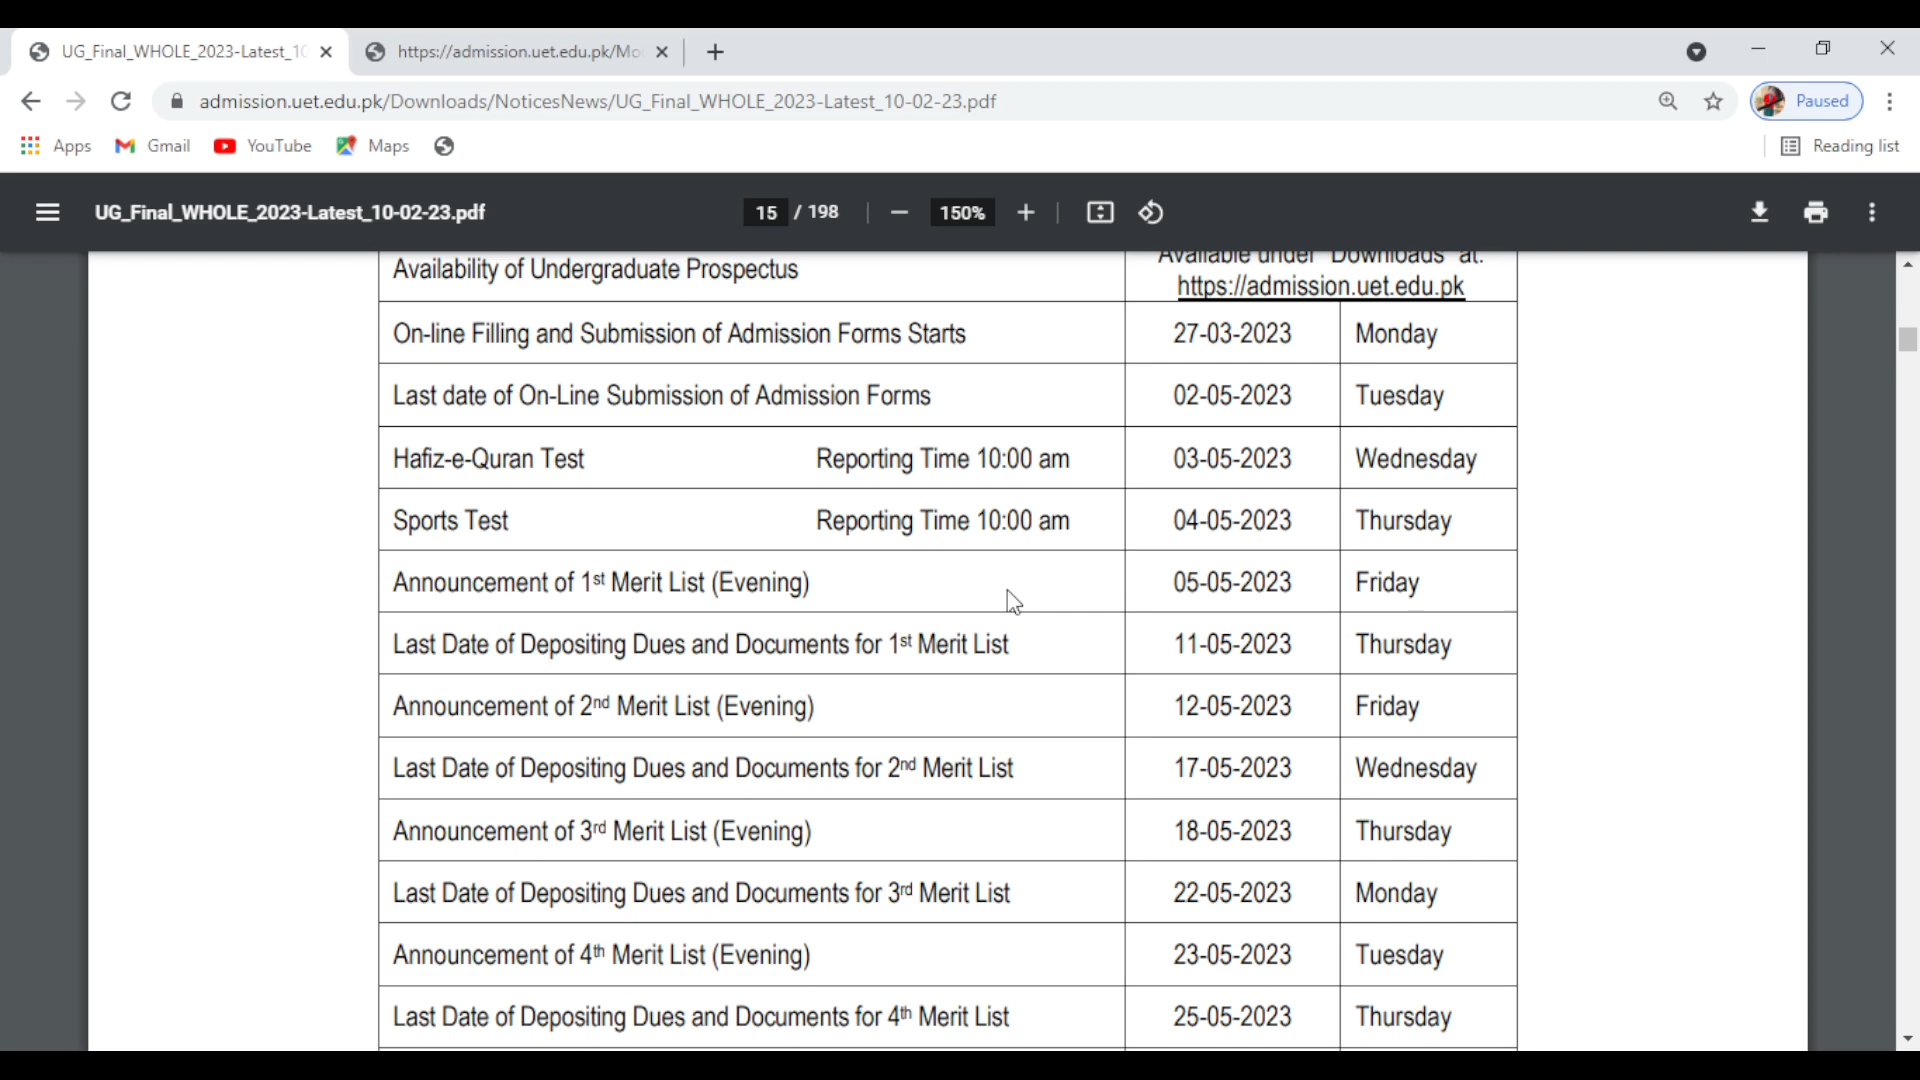 UG_Final_WHOLE_2023-Latest_10
https://admission.uet.edu.pk/Mo
admission.uet.edu.pk/Downloads/NoticesNews/UG_Final_WHOLE_2023-Latest_10-02-23.pdf
Paused
Apps
Gmail
YouTube
Maps
Reading list
UG_Final_WHOLE_2023-Latest_10-02-23.pdf
15 / 198
150%
Availability of Undergraduate Prospectus
Available under "Downloads" at:
https://admission.uet.edu.pk
On-line Filling and Submission of Admission Forms Starts 27-03-2023 Monday
Last date of On-Line Submission of Admission Forms 02-05-2023 Tuesday
Hafiz-e-Quran Test Reporting Time 10:00 am 03-05-2023 Wednesday
Sports Test Reporting Time 10:00 am 04-05-2023 Thursday
Announcement of 1st Merit List (Evening) 05-05-2023 Friday
Last Date of Depositing Dues and Documents for 1st Merit List 11-05-2023 Thursday
Announcement of 2nd Merit List (Evening) 12-05-2023 Friday
Last Date of Depositing Dues and Documents for 2nd Merit List 17-05-2023 Wednesday
Announcement of 3rd Merit List (Evening) 18-05-2023 Thursday
Last Date of Depositing Dues and Documents for 3rd Merit List 22-05-2023 Monday
Announcement of 4th Merit List (Evening) 23-05-2023 Tuesday
Last Date of Depositing Dues and Documents for 4th Merit List 25-05-2023 Thursday